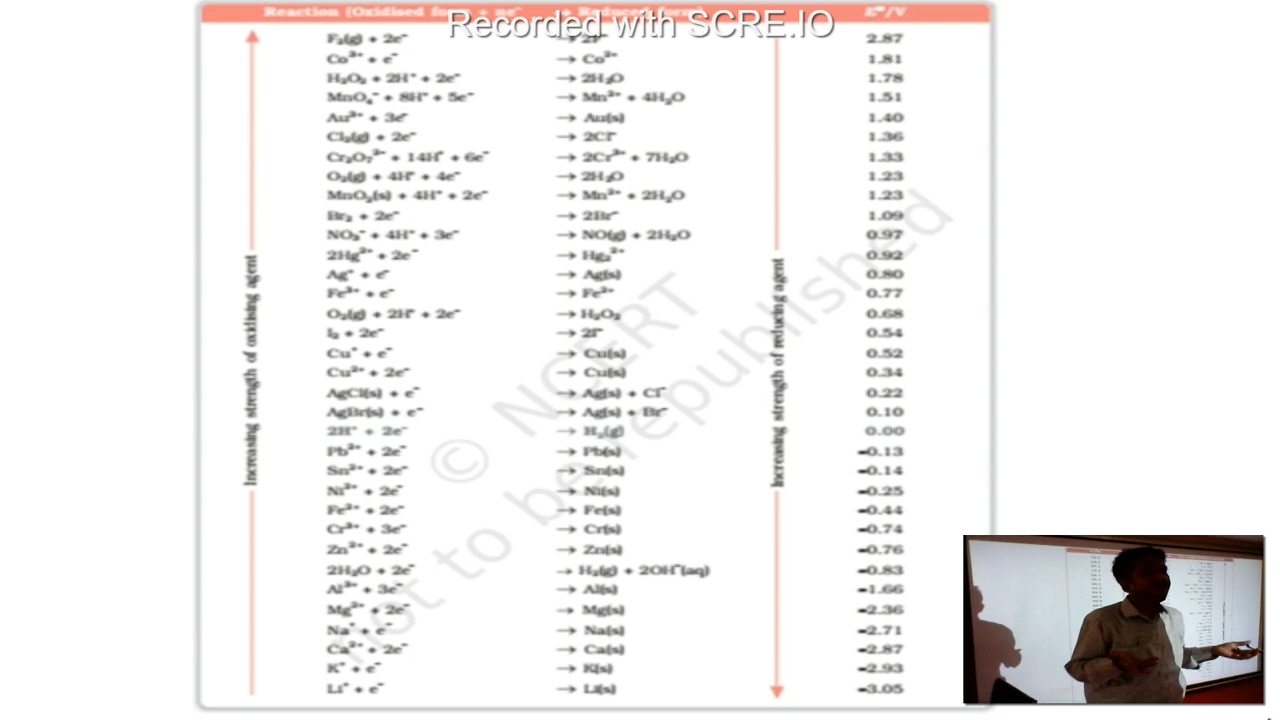 Reaction (Oxidised form + ne⁻ → Reduced form) E⊖/V
Recorded with SCRE.IO
F₂(g) + 2e⁻ → 2F⁻ 2.87
Co³⁺ + e⁻ → Co²⁺ 1.81
H₂O₂ + 2H⁺ + 2e⁻ → 2H₂O 1.78
MnO₄⁻ + 8H⁺ + 5e⁻ → Mn²⁺ + 4H₂O 1.51
Au³⁺ + 3e⁻ → Au(s) 1.40
Cl₂(g) + 2e⁻ → 2Cl⁻ 1.36
Cr₂O₇²⁻ + 14H⁺ + 6e⁻ → 2Cr³⁺ + 7H₂O 1.33
O₂(g) + 4H⁺ + 4e⁻ → 2H₂O 1.23
MnO₂(s) + 4H⁺ + 2e⁻ → Mn²⁺ + 2H₂O 1.23
Br₂ + 2e⁻ → 2Br⁻ 1.09
NO₃⁻ + 4H⁺ + 3e⁻ → NO(g) + 2H₂O 0.97
2Hg²⁺ + 2e⁻ → Hg₂²⁺ 0.92
Ag⁺ + e⁻ → Ag(s) 0.80
Fe³⁺ + e⁻ → Fe²⁺ 0.77
O₂(g) + 2H⁺ + 2e⁻ → H₂O₂ 0.68
I₂ + 2e⁻ → 2I⁻ 0.54
Cu⁺ + e⁻ → Cu(s) 0.52
Cu²⁺ + 2e⁻ → Cu(s) 0.34
AgCl(s) + e⁻ → Ag(s) + Cl⁻ 0.22
AgBr(s) + e⁻ → Ag(s) + Br⁻ 0.10
2H⁺ + 2e⁻ → H₂(g) 0.00
Pb²⁺ + 2e⁻ → Pb(s) –0.13
Sn²⁺ + 2e⁻ → Sn(s) –0.14
Ni²⁺ + 2e⁻ → Ni(s) –0.25
Fe²⁺ + 2e⁻ → Fe(s) –0.44
Cr³⁺ + 3e⁻ → Cr(s) –0.74
Zn²⁺ + 2e⁻ → Zn(s) –0.76
2H₂O + 2e⁻ → H₂(g) + 2OH⁻(aq) –0.83
Al³⁺ + 3e⁻ → Al(s) –1.66
Mg²⁺ + 2e⁻ → Mg(s) –2.36
Na⁺ + e⁻ → Na(s) –2.71
Ca²⁺ + 2e⁻ → Ca(s) –2.87
K⁺ + e⁻ → K(s) –2.93
Li⁺ + e⁻ → Li(s) –3.05
Increasing strength of oxidising agent
Increasing strength of reducing agent
© NCERT
not to be republished